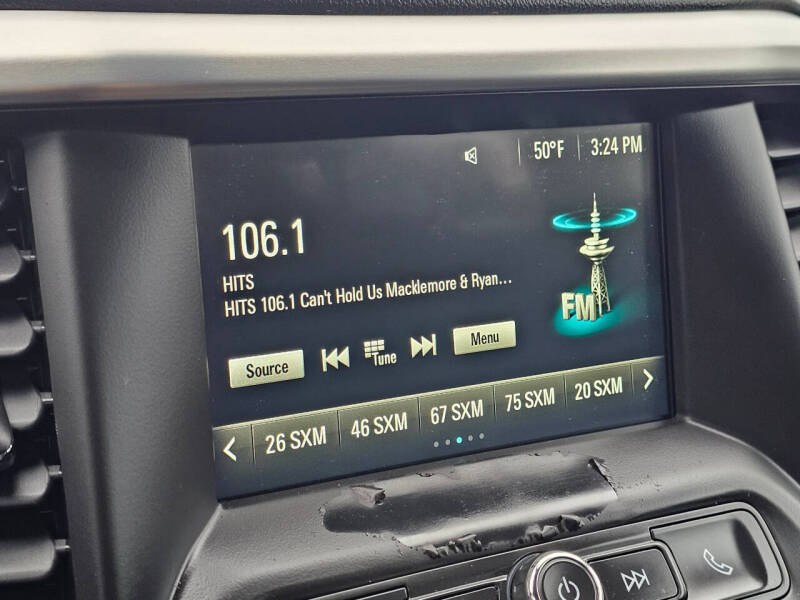 50°F 3:24 PM
106.1
HITS
HITS 106.1 Can't Hold Us Macklemore & Ryan...
FM
Source Tune Menu
26 SXM 46 SXM 67 SXM 75 SXM 20 SXM